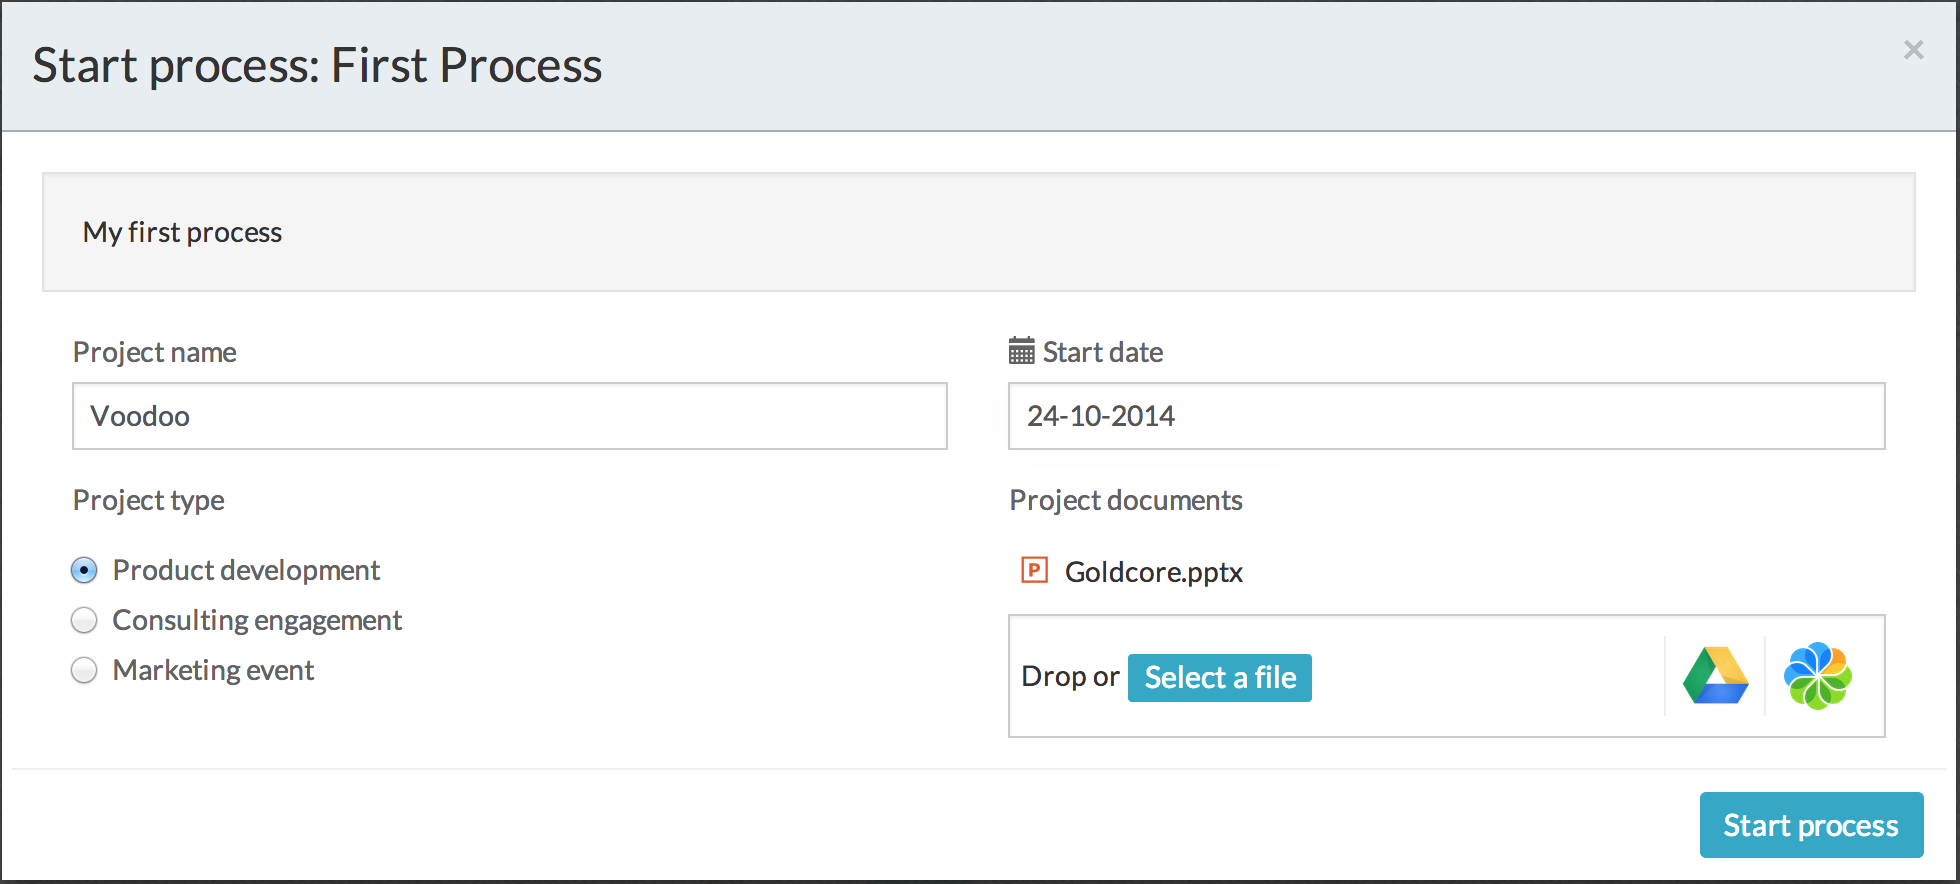 Start process: First Process
×
My first process
Project name
Start date
Voodoo
24-10-2014
Project type
Project documents
Product development
Consulting engagement
Marketing event
P Goldcore.pptx
Drop or Select a file
Start process